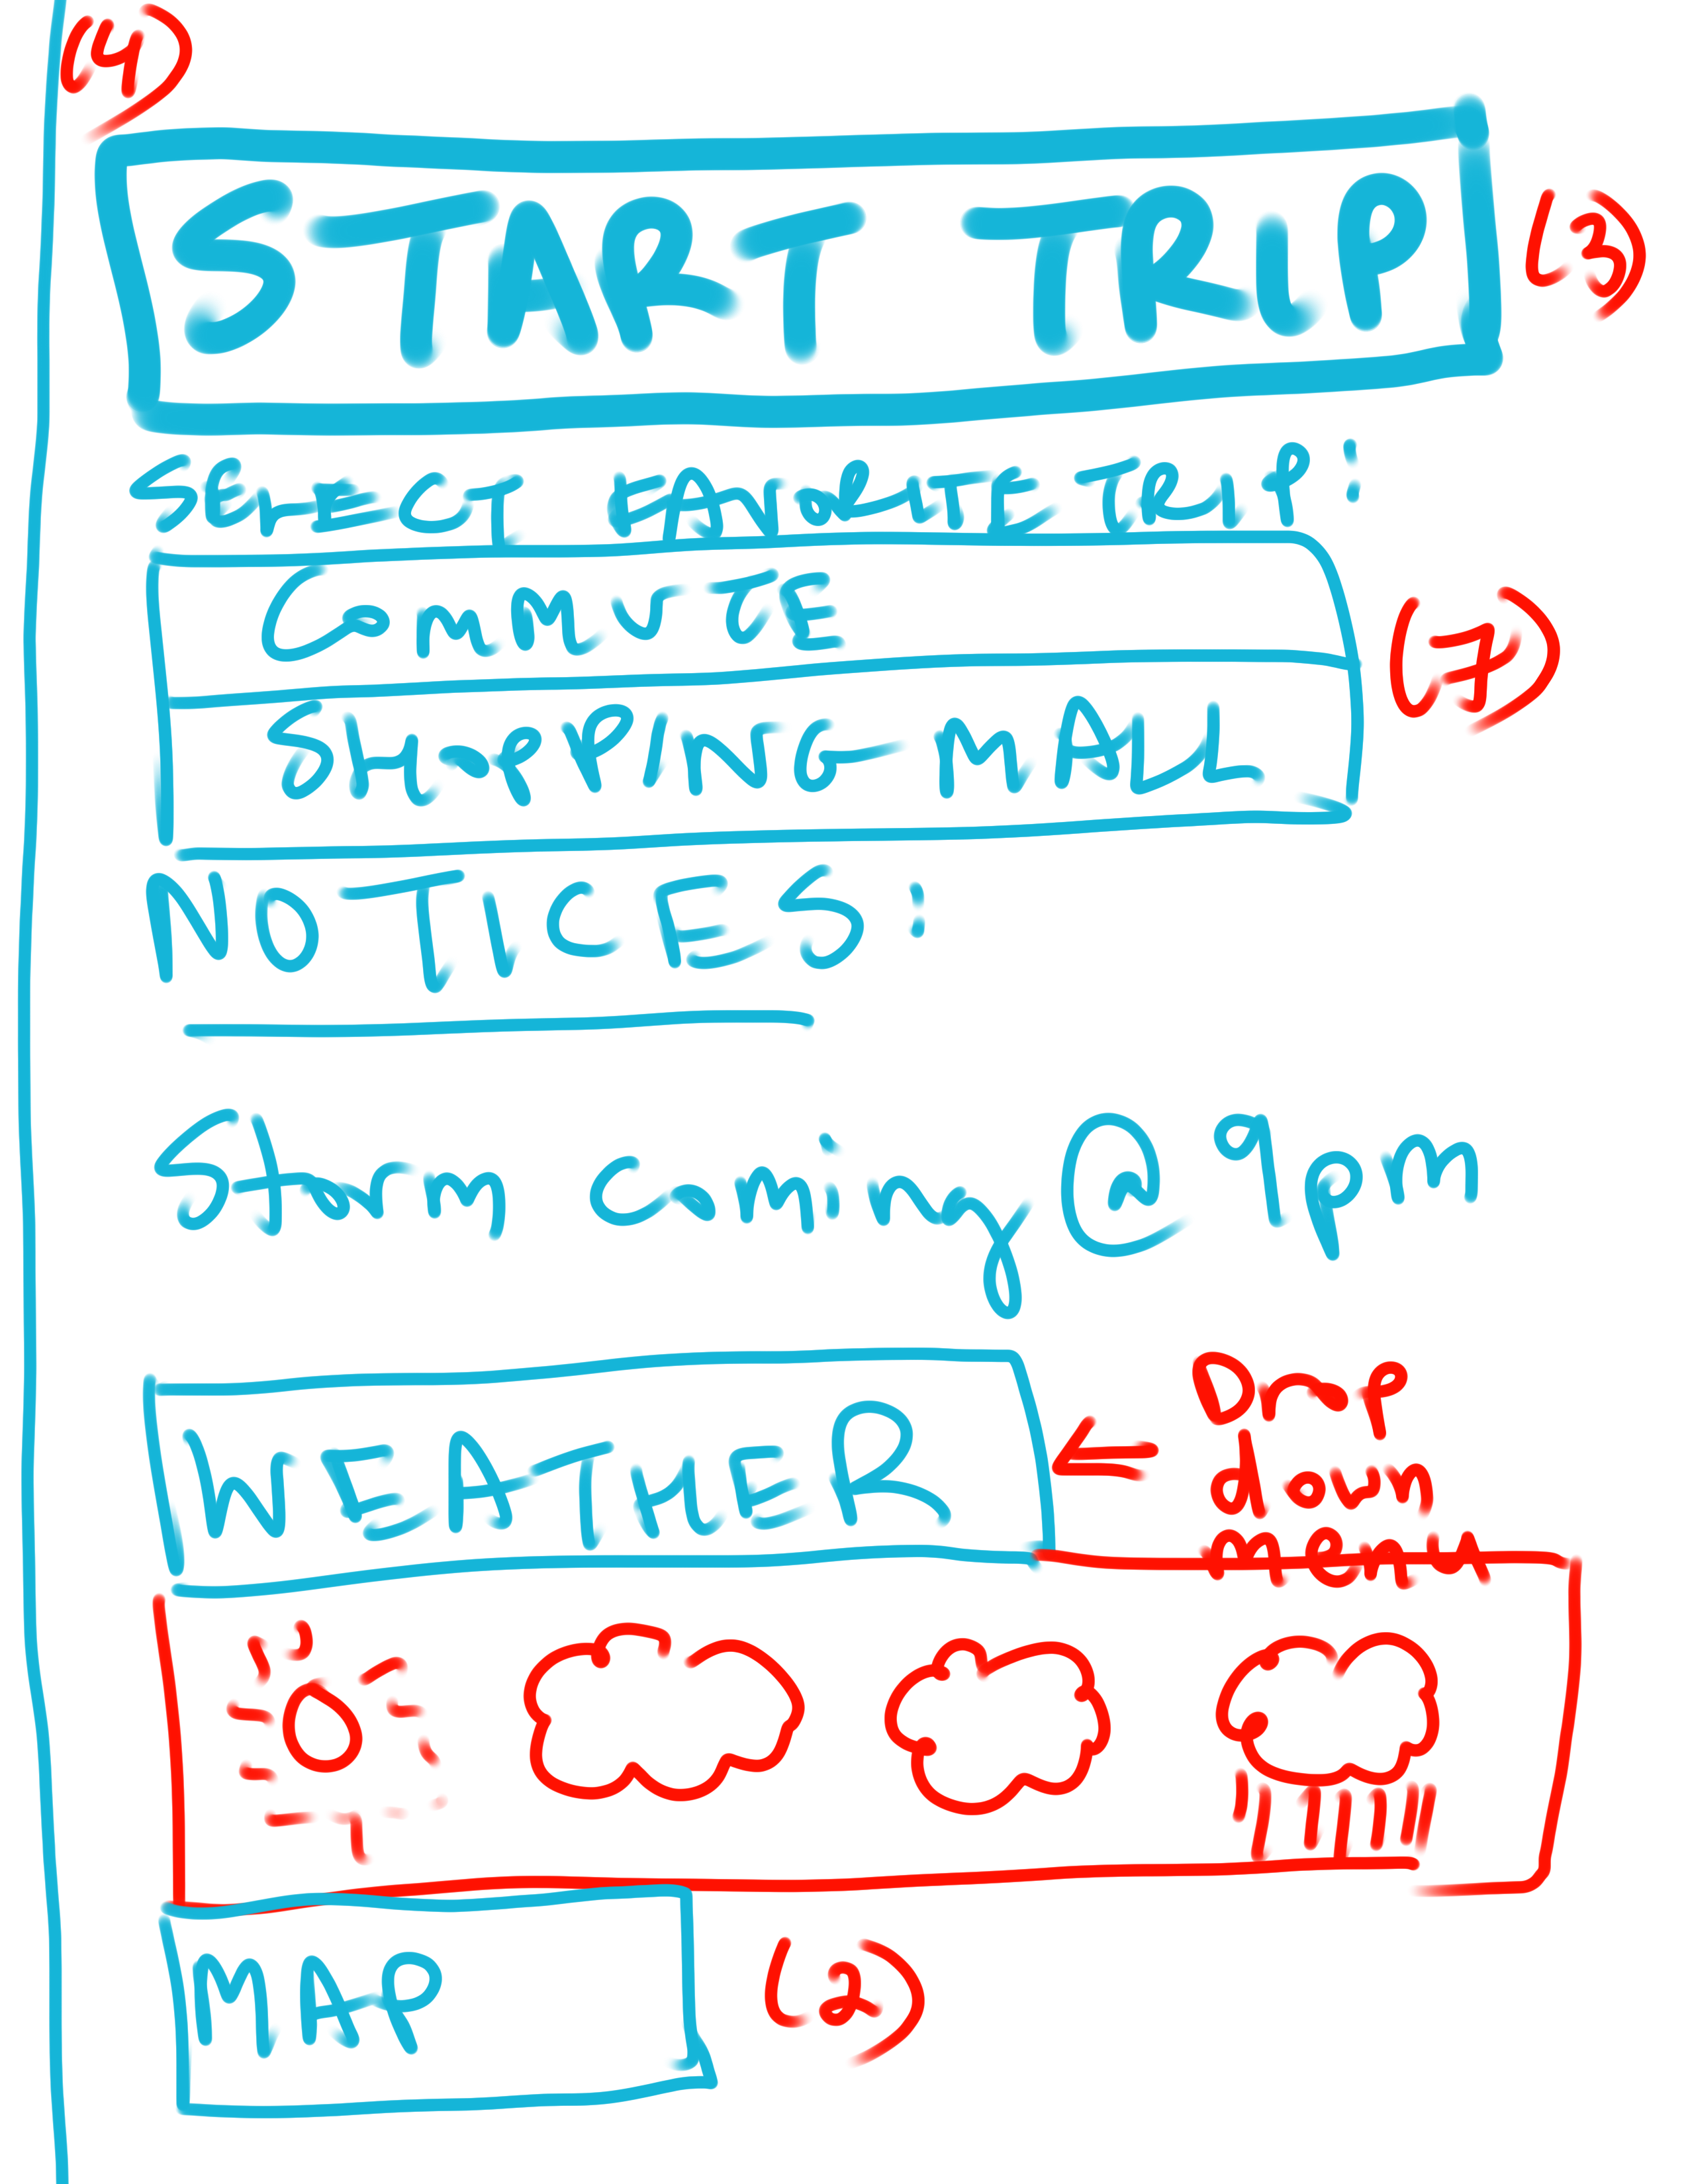 (4)
START TRIP (3)
SELECT FAVORITE TRIP:
COMMUTE
(7)
SHOPPING MALL
NOTICES:
Storm coming @ 9pm
WEATHER
Drop
down
menu
MAP (2)